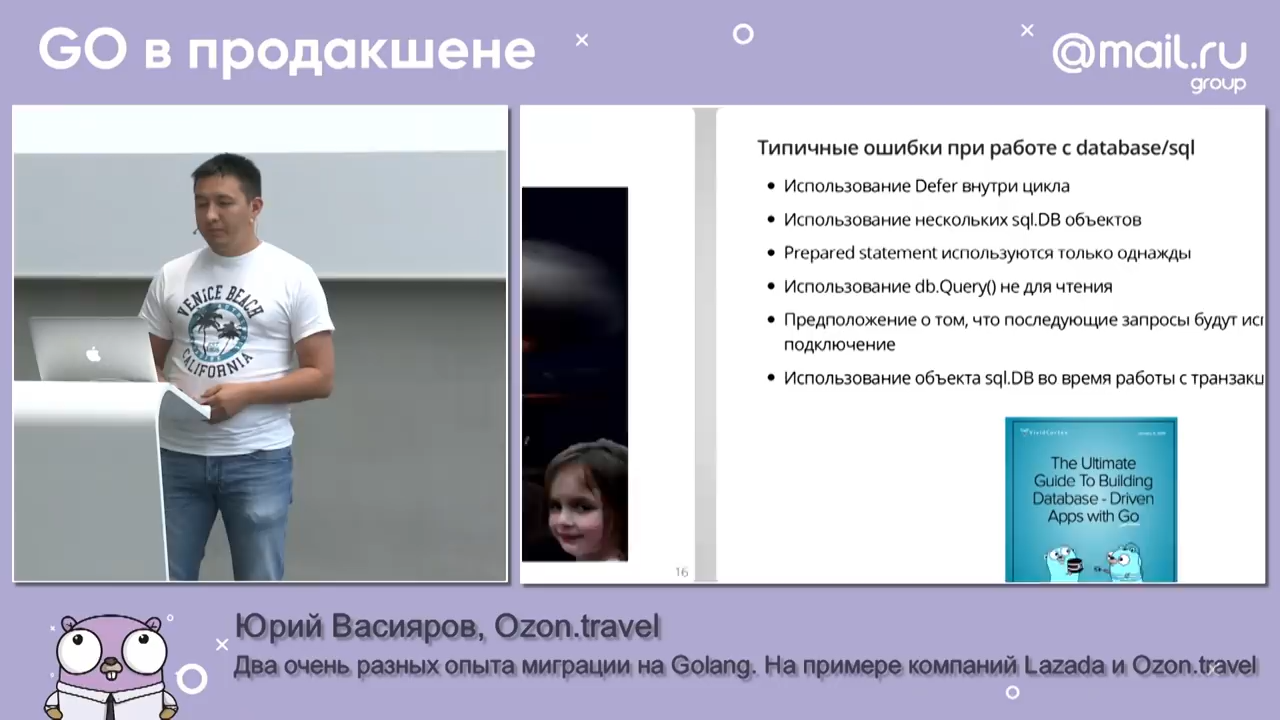 GO в продакшене
@mail.ru
group
VENICE BEACH
CALIFORNIA
16
Типичные ошибки при работе с database/sql
Использование Defer внутри цикла
Использование нескольких sql.DB объектов
Prepared statement используются только однажды
Использование db.Query() не для чтения
Предположение о том, что последующие запросы будут исп
подключение
Использование объекта sql.DB во время работы с транзакц
VividCortex
The Ultimate
Guide To Building
Database - Driven
Apps with Go
Юрий Васияров, Ozon.travel
Два очень разных опыта миграции на Golang. На примере компаний Lazada и Ozon.travel